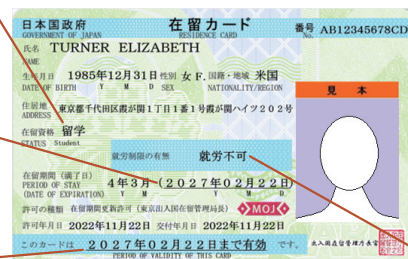 日本国政府 在留カード 番号 AB12345678CD
GOVERNMENT OF JAPAN RESIDENCE CARD No.
氏名 TURNER ELIZABETH
NAME
生年月日 1985年12月31日 性別 女 F. 国籍・地域 米国
DATE OF BIRTH Y M D SEX NATIONALITY/REGION
見本
住居地 東京都千代田区霞が関1丁目1番1号霞が関ハイツ202号
ADDRESS
在留資格 留学
STATUS Student
就労制限の有無 就労不可
在留期間(満了日) 4年3月(2027年02月22日)
PERIOD OF STAY
(DATE OF EXPIRATION) Y M Y M D
許可の種類 在留期間更新許可(東京出入国在留管理局長) MOJ
許可年月日 2022年11月22日 交付年月日 2022年11月22日
このカードは 2027年02月22日まで有効 です。
PERIOD OF VALIDITY OF THIS CARD
出入国在留管理庁長官